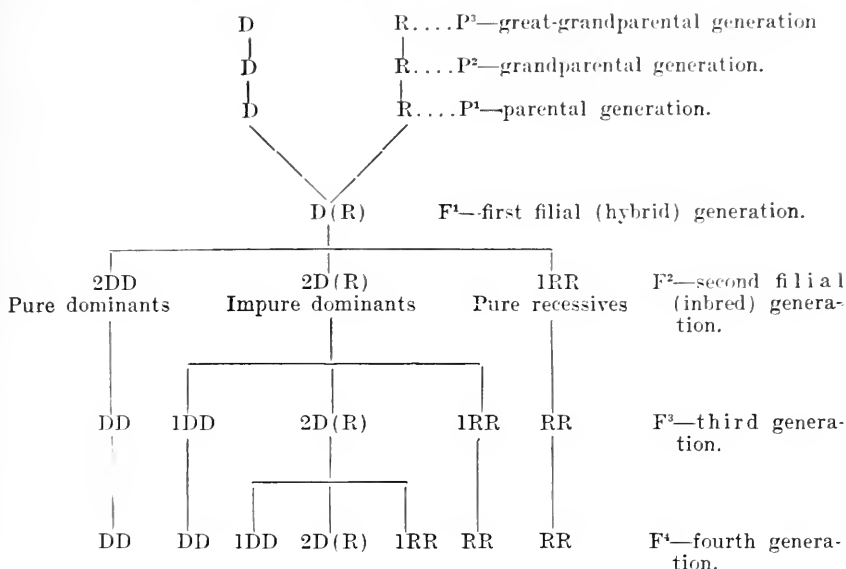 D R....P³—great-grandparental generation
D R....P²—grandparental generation.
D R....P¹—parental generation.
D(R) F¹—first filial (hybrid) generation.
2DD 2D(R) 1RR F²—second filial
Pure dominants Impure dominants Pure recessives (inbred) genera-
tion.
DD 1DD 2D(R) 1RR RR F³—third genera-
tion.
DD DD 1DD 2D(R) 1RR RR RR F⁴—fourth genera-
tion.